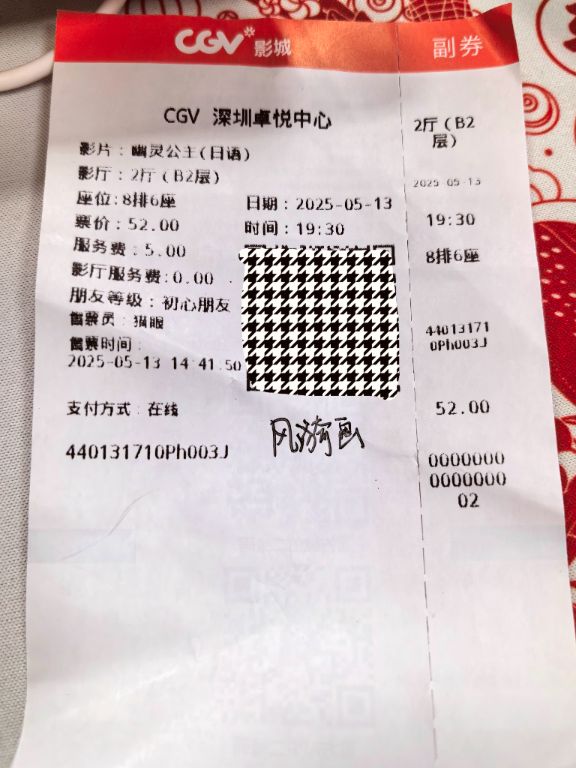 CGV 影城
副券
CGV 深圳卓悦中心
影片：幽灵公主(日语)
影厅：2厅（B2层）
座位:8排6座
日期：2025-05-13
票价：52.00
时间：19:30
服务费：5.00
影厅服务费:0.00
朋友等级：初心朋友
售票员：猫眼
售票时间：
2025-05-13 14:41:50
支付方式：在线
440131710Ph003J
2厅（B2
层）
2025-05-13
19:30
8排6座
44013171
0Ph003J
52.00
0000000
0000000
02